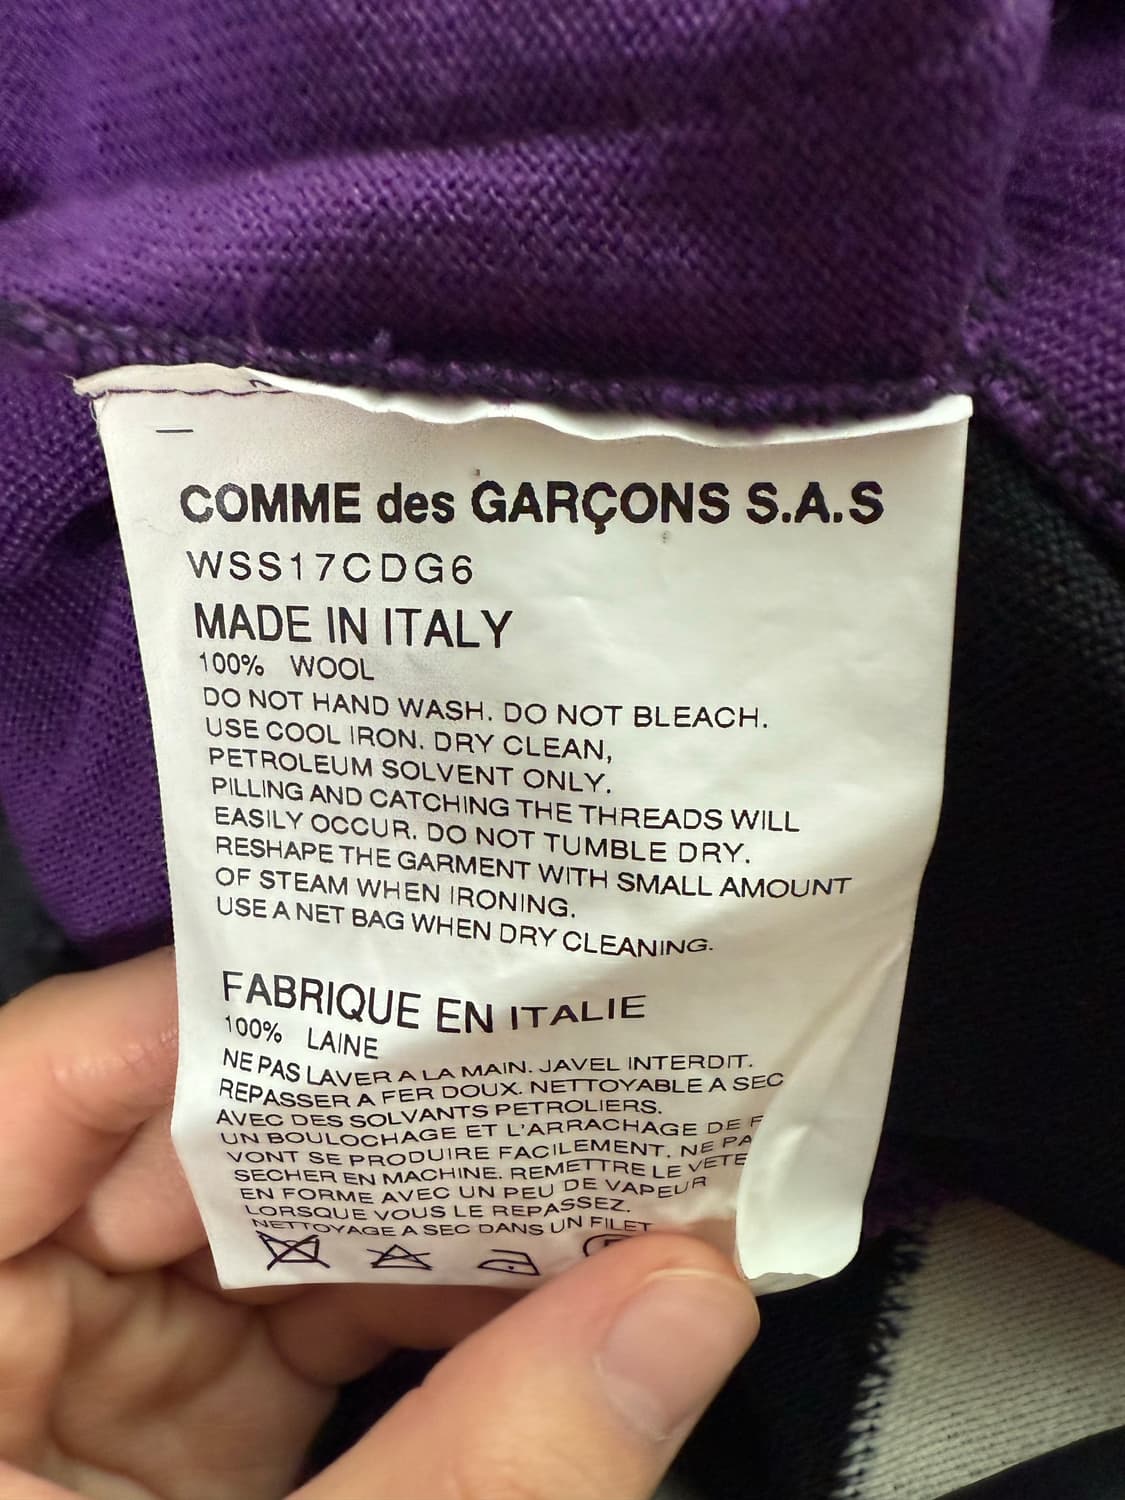 COMME des GARÇONS S.A.S
WSS17CDG6
MADE IN ITALY
100% WOOL
DO NOT HAND WASH. DO NOT BLEACH.
USE COOL IRON. DRY CLEAN,
PETROLEUM SOLVENT ONLY.
PILLING AND CATCHING THE THREADS WILL
EASILY OCCUR. DO NOT TUMBLE DRY.
RESHAPE THE GARMENT WITH SMALL AMOUNT
OF STEAM WHEN IRONING.
USE A NET BAG WHEN DRY CLEANING.
FABRIQUE EN ITALIE
100% LAINE
NE PAS LAVER A LA MAIN. JAVEL INTERDIT.
REPASSER A FER DOUX. NETTOYABLE A SEC
AVEC DES SOLVANTS PETROLIERS.
UN BOULOCHAGE ET L'ARRACHAGE DE
VONT SE PRODUIRE FACILEMENT. NE
SECHER EN MACHINE. REMETTRE LE
EN FORME AVEC UN PEU DE VAPEUR
LORSQUE VOUS LE REPASSEZ.
NETTOYAGE A SEC DANS UN FILET